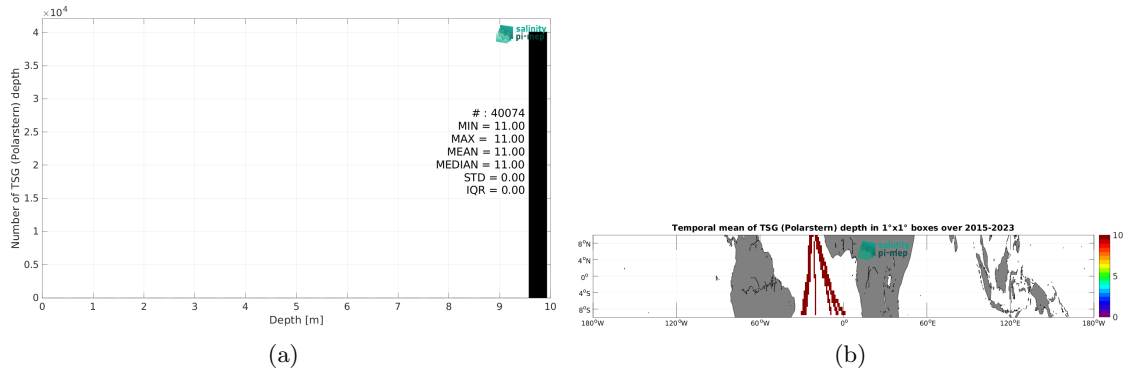 ×10⁴
4
3.5
3
2.5
2
1.5
1
0.5
0
Number of TSG (Polarstern) depth
salinity
pi-mep
# : 40074
MIN = 11.00
MAX = 11.00
MEAN = 11.00
MEDIAN = 11.00
STD = 0.00
IQR = 0.00
0 1 2 3 4 5 6 7 8 9 10
Depth [m]
(a)
Temporal mean of TSG (Polarstern) depth in 1°x1° boxes over 2015-2023
salinity
pi-mep
8°N
4°N
0°
4°S
8°S
180°W 120°W 60°W 0° 60°E 120°E 180°W
10
5
0
(b)